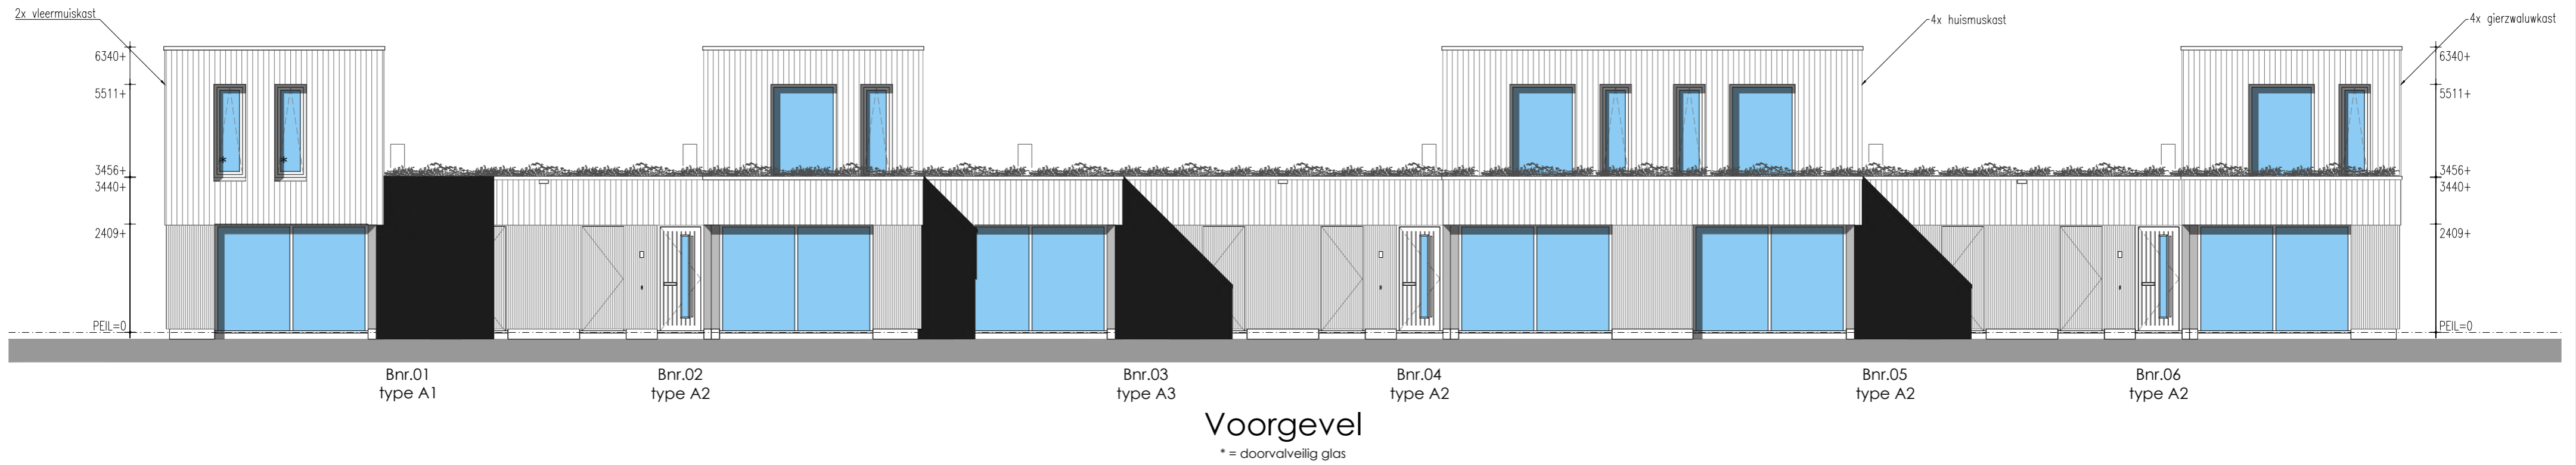 2x vleermuiskast
4x huismuskast
4x gierzwaluwkast
6340+
5511+
3456+
3440+
2409+
PEIL=0
6340+
5511+
3456+
3440+
2409+
PEIL=0
*
*
Bnr.01
type A1
Bnr.02
type A2
Bnr.03
type A3
Bnr.04
type A2
Bnr.05
type A2
Bnr.06
type A2
Voorgevel
* = doorvalveilig glas